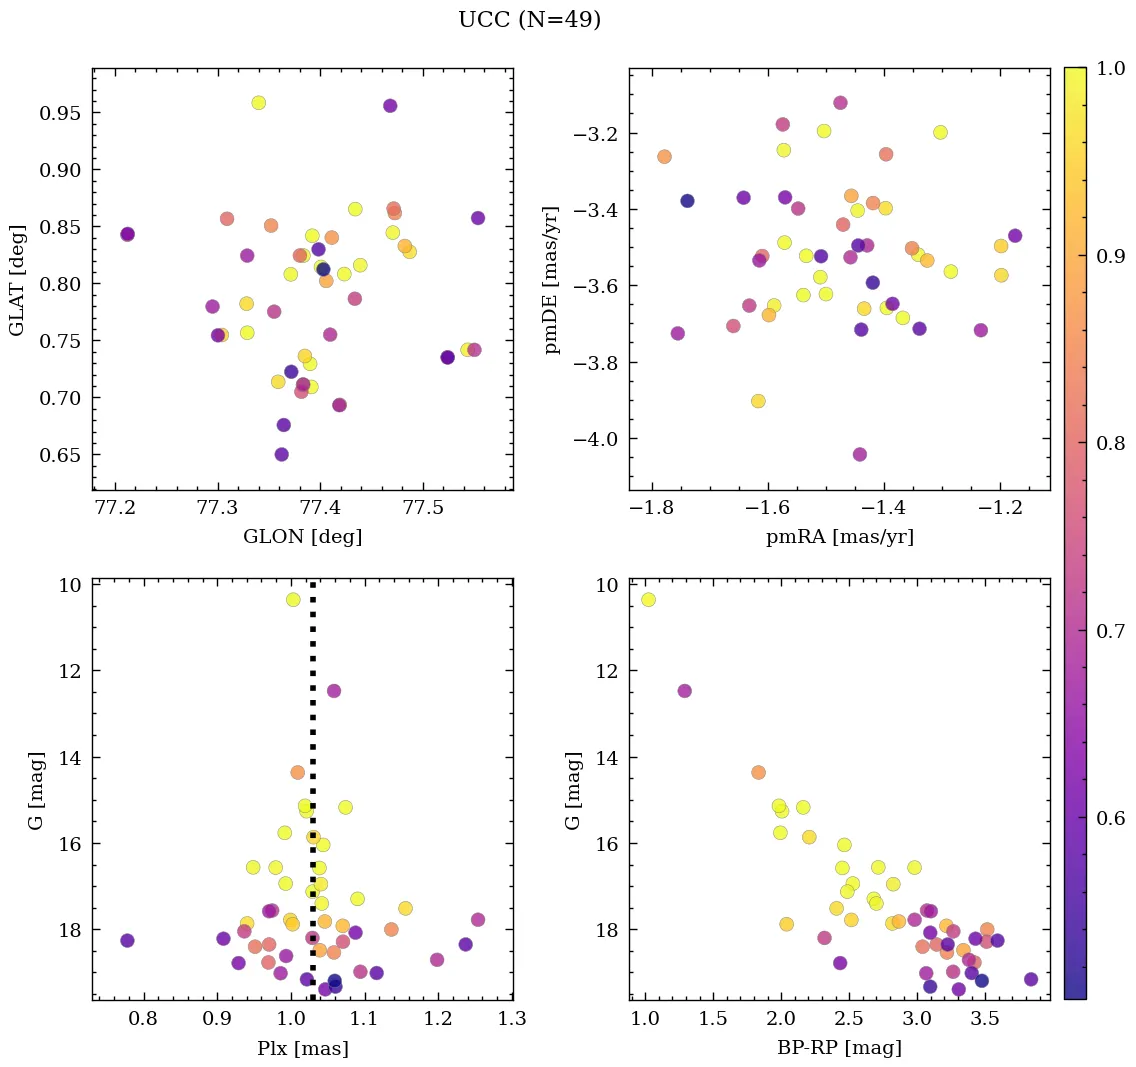 UCC (N=49)
0.95
0.90
0.85
0.80
0.75
0.70
0.65
GLAT [deg]
77.2 77.3 77.4 77.5
GLON [deg]
−3.2
−3.4
−3.6
−3.8
−4.0
pmDE [mas/yr]
−1.8 −1.6 −1.4 −1.2
pmRA [mas/yr]
10
12
14
16
18
G [mag]
0.8 0.9 1.0 1.1 1.2 1.3
Plx [mas]
10
12
14
16
18
G [mag]
1.0 1.5 2.0 2.5 3.0 3.5
BP-RP [mag]
1.0
0.9
0.8
0.7
0.6